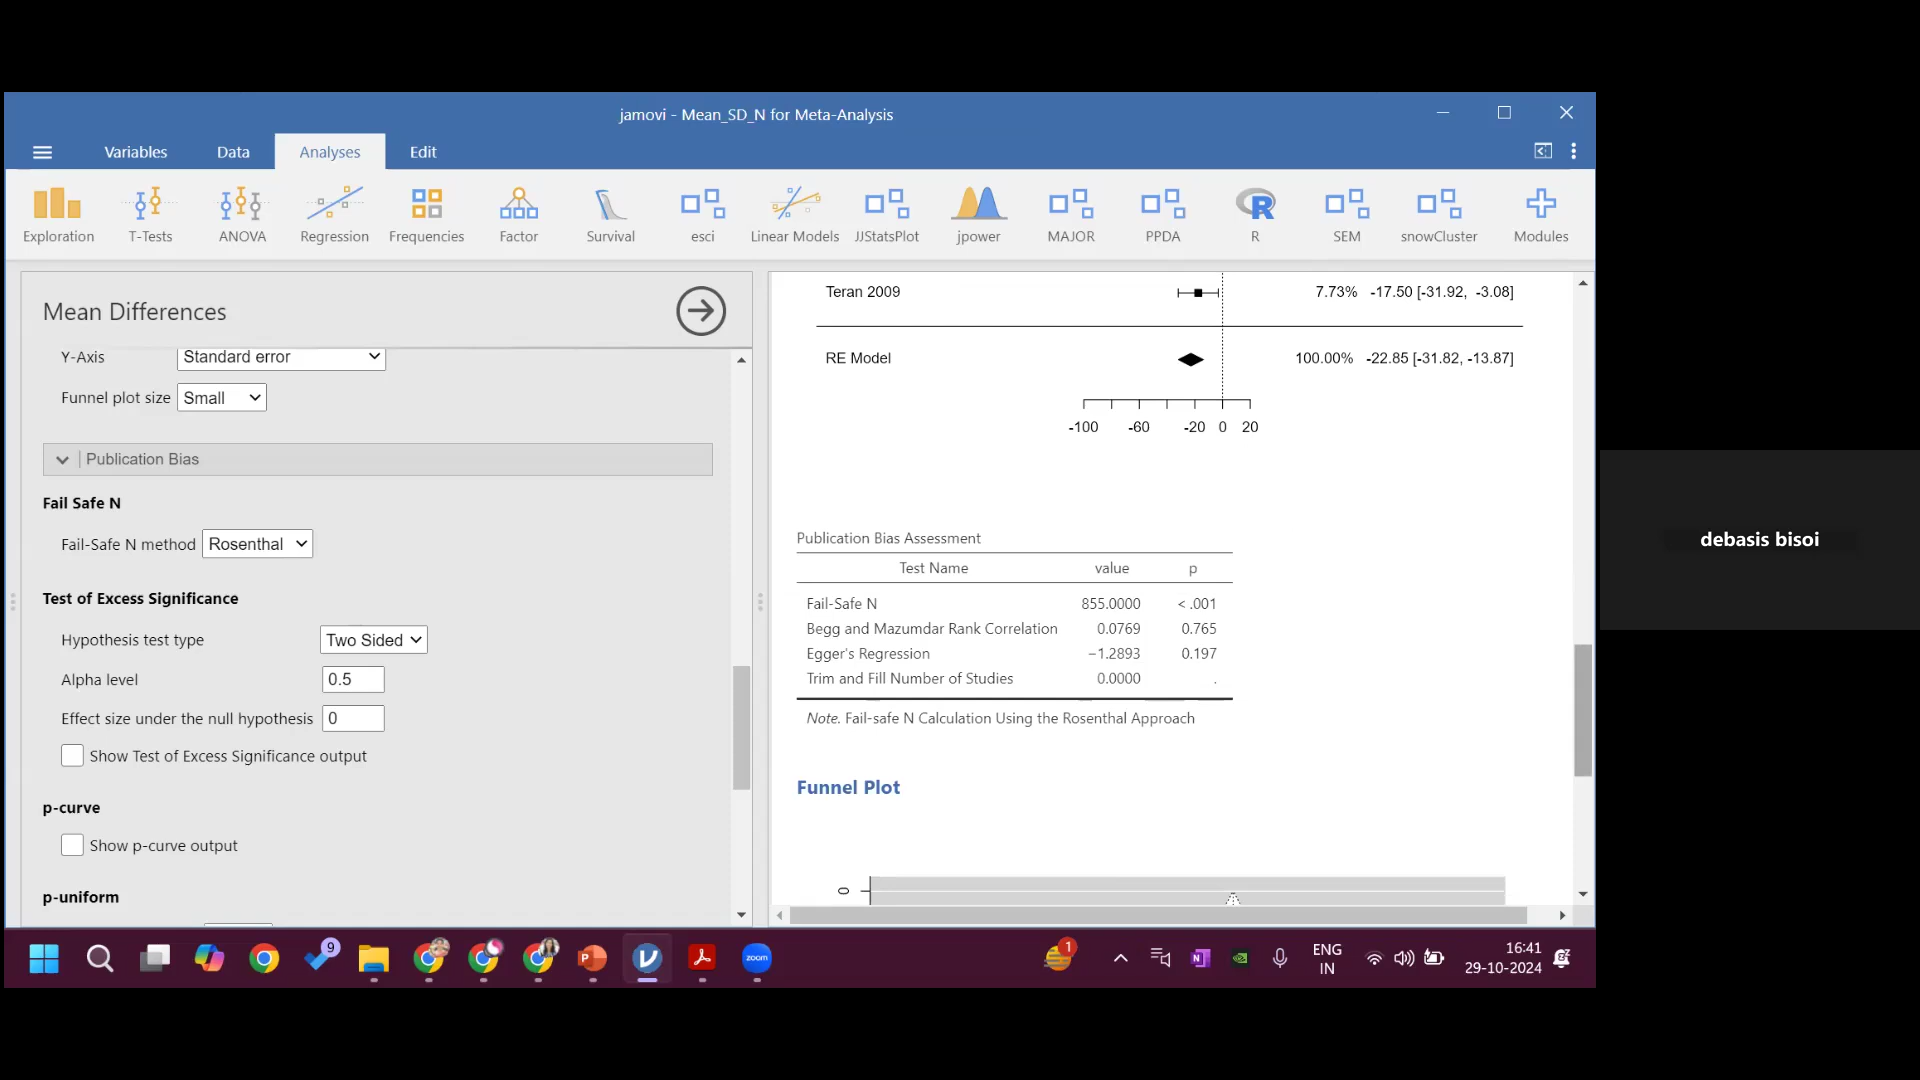 jamovi - Mean_SD_N for Meta-Analysis
Variables Data Analyses Edit
Exploration T-Tests ANOVA Regression Frequencies Factor Survival esci Linear Models JJStatsPlot jpower MAJOR PPDA R SEM snowCluster Modules
Mean Differences
Y-Axis Standard error
Funnel plot size Small
Publication Bias
Fail Safe N
Fail-Safe N method Rosenthal
Test of Excess Significance
Hypothesis test type Two Sided
Alpha level 0.5
Effect size under the null hypothesis 0
Show Test of Excess Significance output
p-curve
Show p-curve output
p-uniform
Teran 2009 7.73% -17.50 [-31.92, -3.08]
RE Model 100.00% -22.85 [-31.82, -13.87]
-100 -60 -20 0 20
Publication Bias Assessment
Test Name value p
Fail-Safe N 855.0000 < .001
Begg and Mazumdar Rank Correlation 0.0769 0.765
Egger's Regression −1.2893 0.197
Trim and Fill Number of Studies 0.0000 .
Note. Fail-safe N Calculation Using the Rosenthal Approach
Funnel Plot
0
debasis bisoi
9
P
zoom
1
N
ENG
IN
16:41
29-10-2024